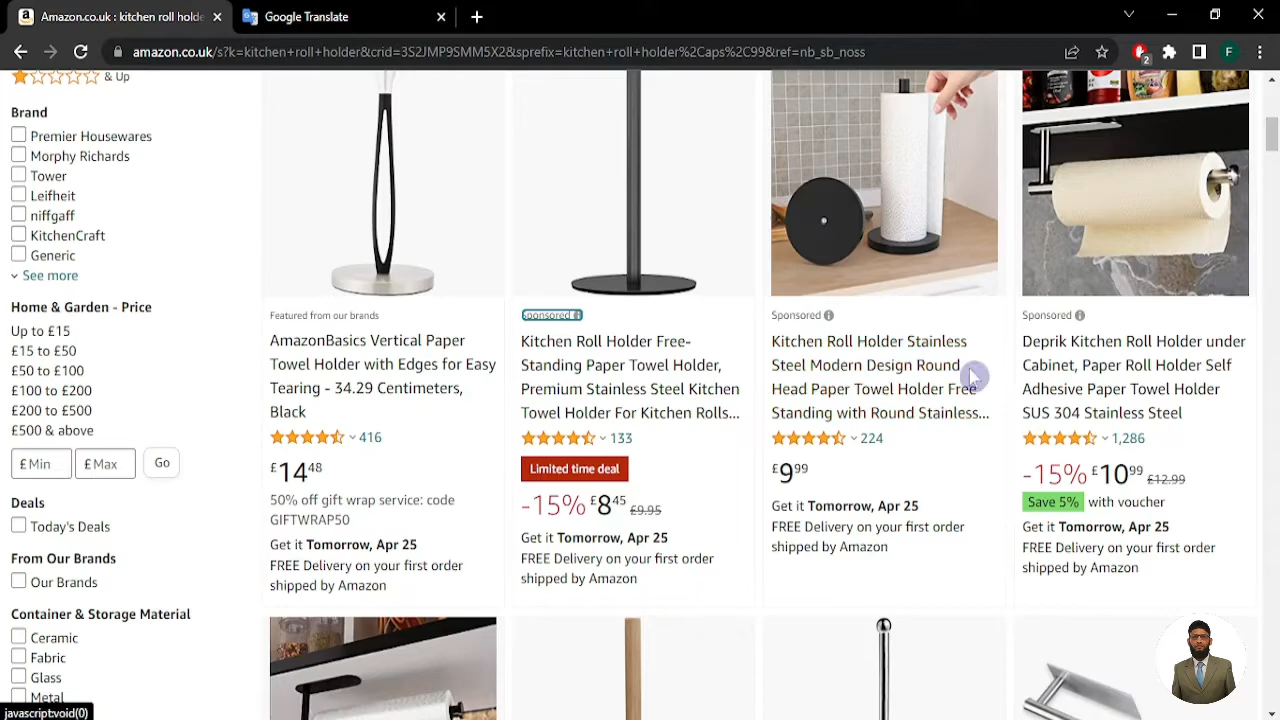 Amazon.co.uk : kitchen roll holde
Google Translate
amazon.co.uk/s?k=kitchen+roll+holder&crid=3S2JMP95MM5X2&sprefix=kitchen+roll+holder%2Caps%2C99&ref=nb_sb_noss
2
F
& Up
Brand
Premier Housewares
Morphy Richards
Tower
Leifheit
niffgaff
KitchenCraft
Generic
See more
Home & Garden - Price
Up to £15
£15 to £50
£50 to £100
£100 to £200
£200 to £500
£500 & above
£ Min
£ Max
Go
Deals
Today's Deals
From Our Brands
Our Brands
Container & Storage Material
Ceramic
Fabric
Glass
Metal
javascript:void(0)
Featured from our brands
AmazonBasics Vertical Paper
Towel Holder with Edges for Easy
Tearing - 34.29 Centimeters,
Black
416
£14 48
50% off gift wrap service: code
GIFTWRAP50
Get it Tomorrow, Apr 25
FREE Delivery on your first order
shipped by Amazon
Sponsored
Kitchen Roll Holder Free-
Standing Paper Towel Holder,
Premium Stainless Steel Kitchen
Towel Holder For Kitchen Rolls...
133
Limited time deal
-15% £8 45 £9.95
Get it Tomorrow, Apr 25
FREE Delivery on your first order
shipped by Amazon
Sponsored
Kitchen Roll Holder Stainless
Steel Modern Design Round
Head Paper Towel Holder Free
Standing with Round Stainless...
224
£9 99
Get it Tomorrow, Apr 25
FREE Delivery on your first order
shipped by Amazon
Sponsored
Deprik Kitchen Roll Holder under
Cabinet, Paper Roll Holder Self
Adhesive Paper Towel Holder
SUS 304 Stainless Steel
1,286
-15% £10 99 £12.99
Save 5% with voucher
Get it Tomorrow, Apr 25
FREE Delivery on your first order
shipped by Amazon